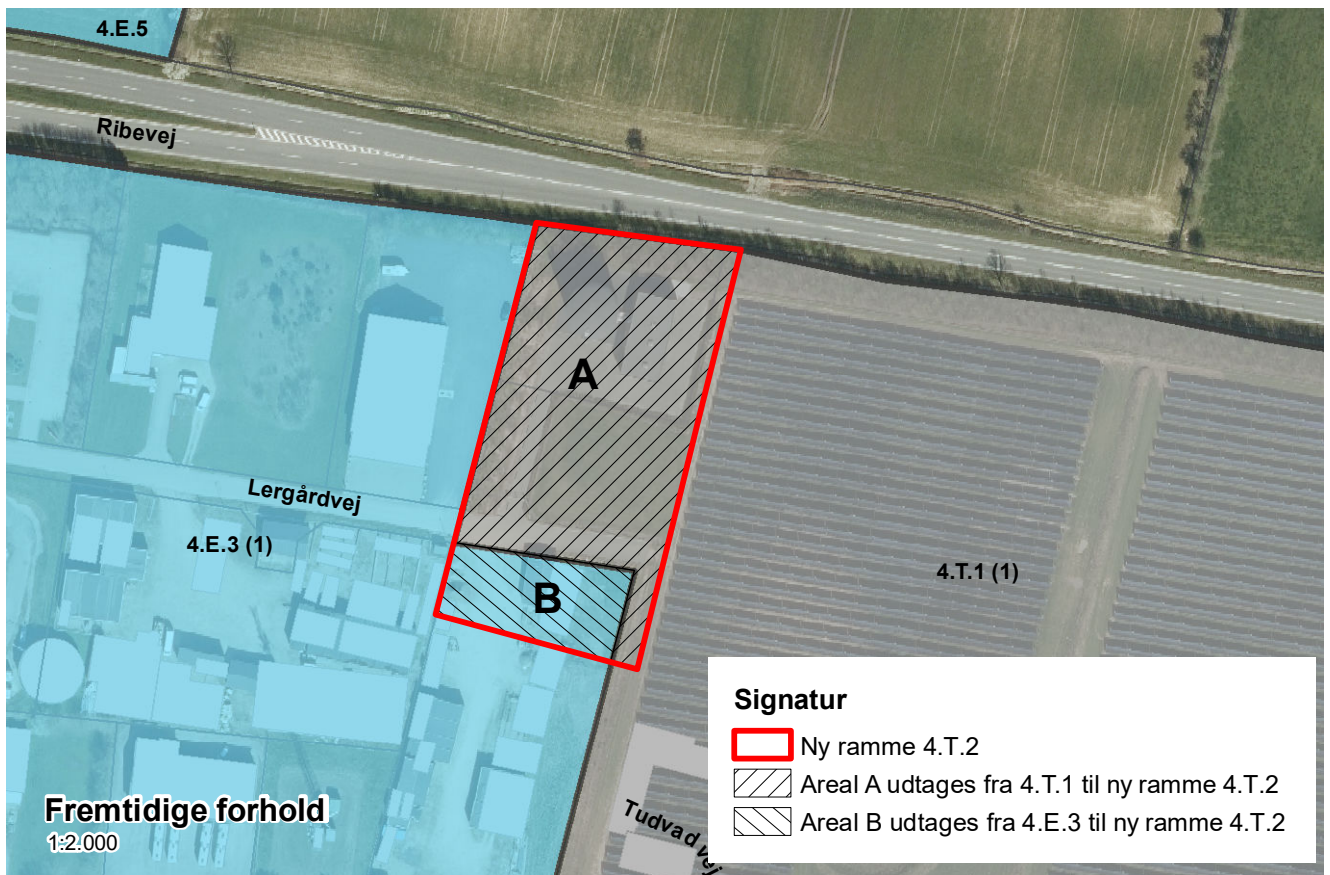 4.E.5
Ribevej
A
Lergårdvej
4.E.3 (1)
4.T.1 (1)
B
Signatur
Ny ramme 4.T.2
Areal A udtages fra 4.T.1 til ny ramme 4.T.2
Areal B udtages fra 4.E.3 til ny ramme 4.T.2
Tudvad vej
Fremtidige forhold
1:2.000